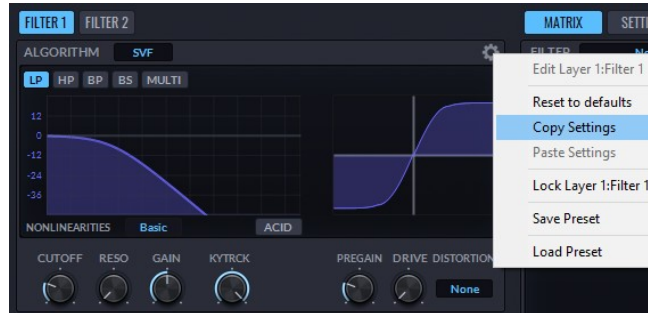 FILTER 1 FILTER 2 MATRIX
ALGORITHM SVF FILTER
LP HP BP BS MULTI
Edit Layer 1:Filter 1
Reset to defaults
Copy Settings
Paste Settings
Lock Layer 1:Filter 1
Save Preset
Load Preset
12
0
-12
-24
-36
NONLINEARITIES Basic ACID
CUTOFF RESO GAIN KYTRCK PREGAIN DRIVE DISTORTION
None